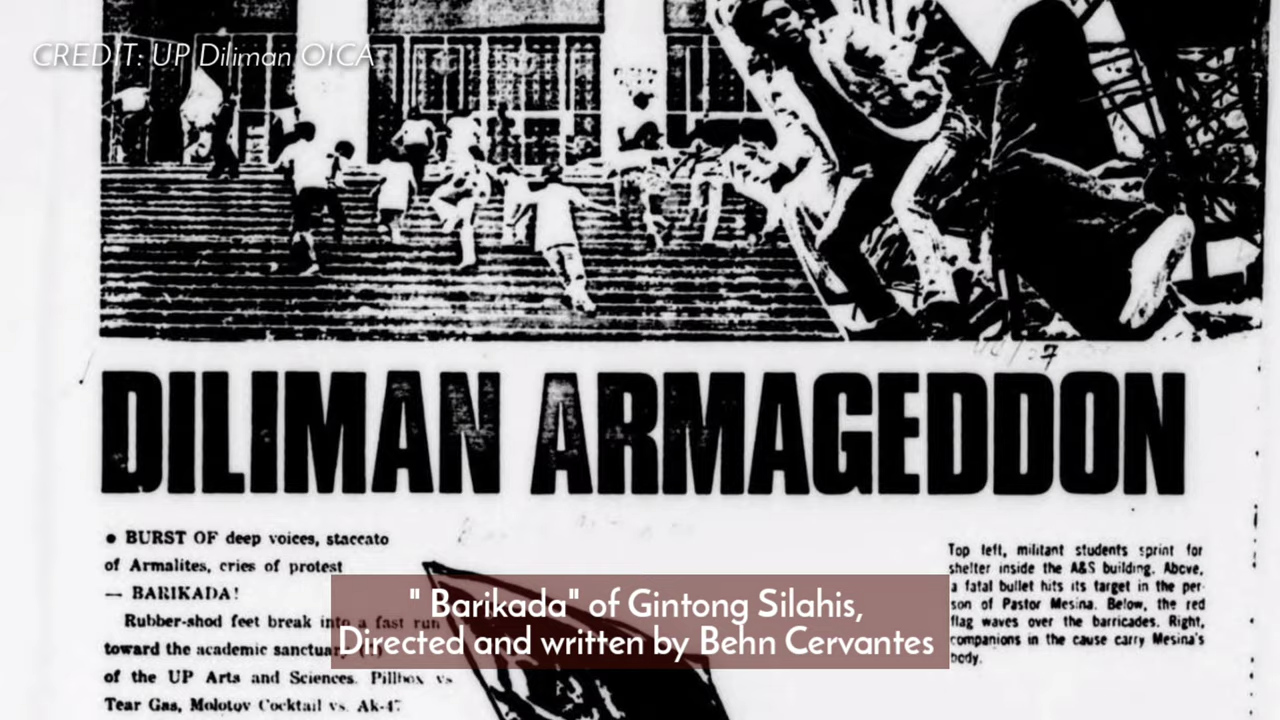 CREDIT: UP Diliman OICA
DILIMAN ARMAGEDDON
• BURST OF deep voices, staccato
of Armalites, cries of protest
— BARIKADA!
Rubber-shod feet break into a fast run
toward the academic sanctuary
of the UP Arts and Sciences. Pillbox vs
Tear Gas, Molotov Cocktail vs. Ak-47
Top left, militant students sprint for
shelter inside the A&S building. Above,
a fatal bullet hits its target in the per-
son of Pastor Mesina. Below, the red
flag waves over the barricades. Right,
companions in the cause carry Mesina's
body.
" Barikada" of Gintong Silahis,
Directed and written by Behn Cervantes